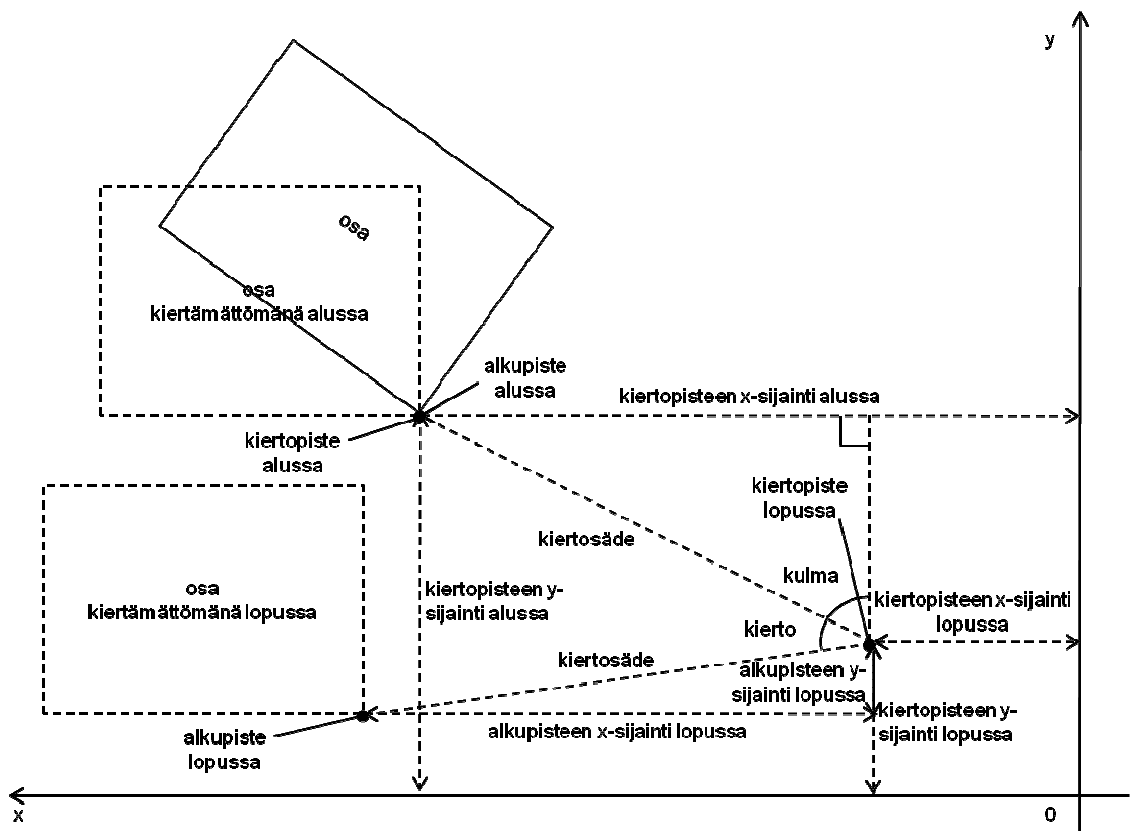 y
osa
osa
kiertämättömänä alussa
alkupiste
alussa
kiertopisteen x-sijainti alussa
kiertopiste
alussa
kiertopiste
lopussa
kiertosäde
kulma
osa
kiertämättömänä lopussa
kiertopisteen y-
sijainti alussa
kiertopisteen x-sijainti
lopussa
kierto
kiertosäde
alkupisteen y-
sijainti lopussa
kiertopisteen y-
sijainti lopussa
alkupisteen x-sijainti lopussa
alkupiste
lopussa
x
0